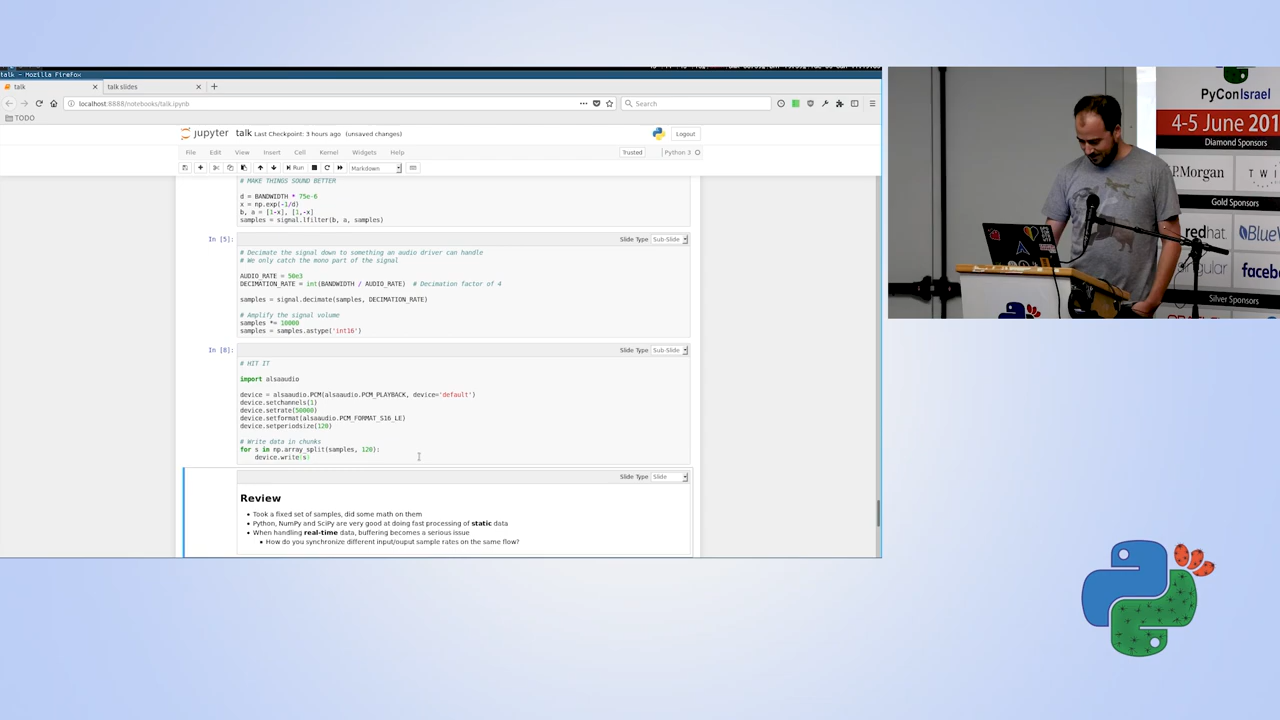 talk - Mozilla Firefox
talk
talk slides
localhost:8888/notebooks/talk.ipynb
Search
TODO
jupyter talk Last Checkpoint: 3 hours ago (unsaved changes)
Logout
File Edit View Insert Cell Kernel Widgets Help
Trusted
Python 3
Run
Markdown
# MAKE THINGS SOUND BETTER
d = BANDWIDTH * 75e-6
x = np.exp(-1/d)
b, a = [1-x], [1,-x]
samples = signal.lfilter(b, a, samples)
In [5]:
Slide Type Sub-Slide
# Decimate the signal down to something an audio driver can handle
# We only catch the mono part of the signal
AUDIO_RATE = 50e3
DECIMATION_RATE = int(BANDWIDTH / AUDIO_RATE) # Decimation factor of 4
samples = signal.decimate(samples, DECIMATION_RATE)
# Amplify the signal volume
samples *= 10000
samples = samples.astype('int16')
In [8]:
Slide Type Sub-Slide
# HIT IT
import alsaaudio
device = alsaaudio.PCM(alsaaudio.PCM_PLAYBACK, device='default')
device.setchannels(1)
device.setrate(50000)
device.setformat(alsaaudio.PCM_FORMAT_S16_LE)
device.setperiodsize(120)
# Write data in chunks
for s in np.array_split(samples, 120):
device.write(s)
Slide Type Slide
Review
• Took a fixed set of samples, did some math on them
• Python, NumPy and SciPy are very good at doing fast processing of static data
• When handling real-time data, buffering becomes a serious issue
• How do you synchronize different input/ouput sample rates on the same flow?
PyConIsrael
4-5 June 201
Diamond Sponsors
.P.Morgan
TWI
Gold Sponsors
redhat.
BlueV
ingular
faceb
Silver Sponsors